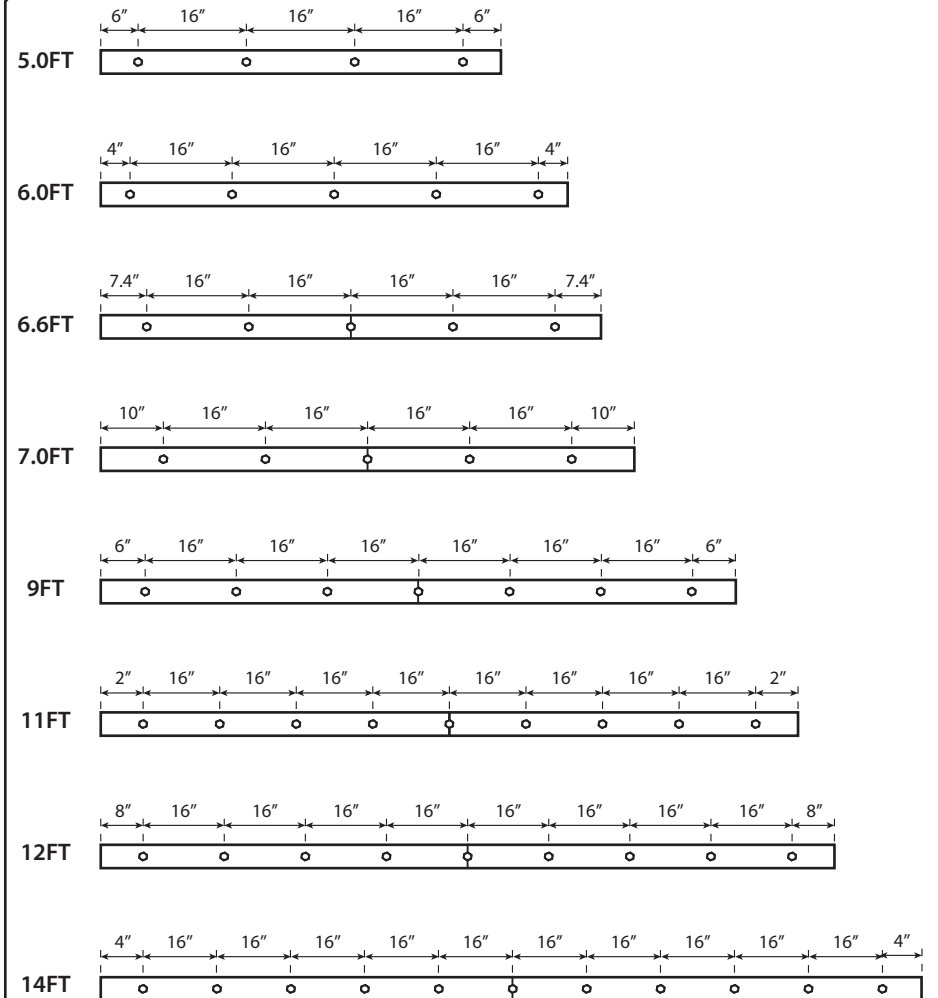 6″ 16″ 16″ 16″ 6″
5.0FT
4″ 16″ 16″ 16″ 16″ 4″
6.0FT
7.4″ 16″ 16″ 16″ 16″ 7.4″
6.6FT
10″ 16″ 16″ 16″ 16″ 10″
7.0FT
6″ 16″ 16″ 16″ 16″ 16″ 16″ 6″
9FT
2″ 16″ 16″ 16″ 16″ 16″ 16″ 16″ 16″ 2″
11FT
8″ 16″ 16″ 16″ 16″ 16″ 16″ 16″ 16″ 8″
12FT
4″ 16″ 16″ 16″ 16″ 16″ 16″ 16″ 16″ 16″ 16″ 4″
14FT